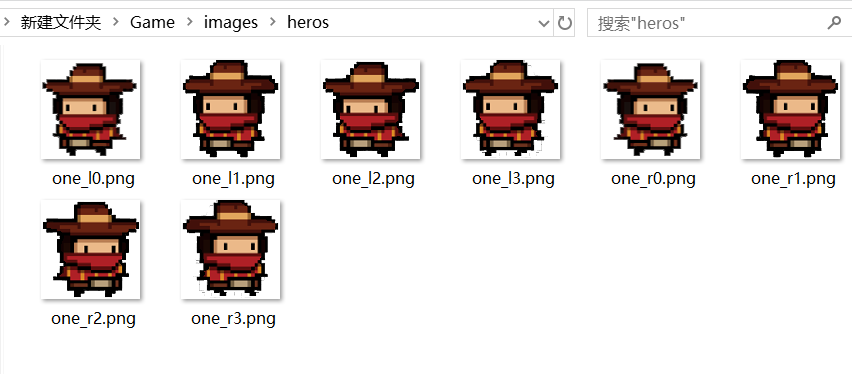 新建文件夹 > Game > images > heros
搜索"heros"
one_l0.png one_l1.png one_l2.png one_l3.png one_r0.png one_r1.png
one_r2.png one_r3.png